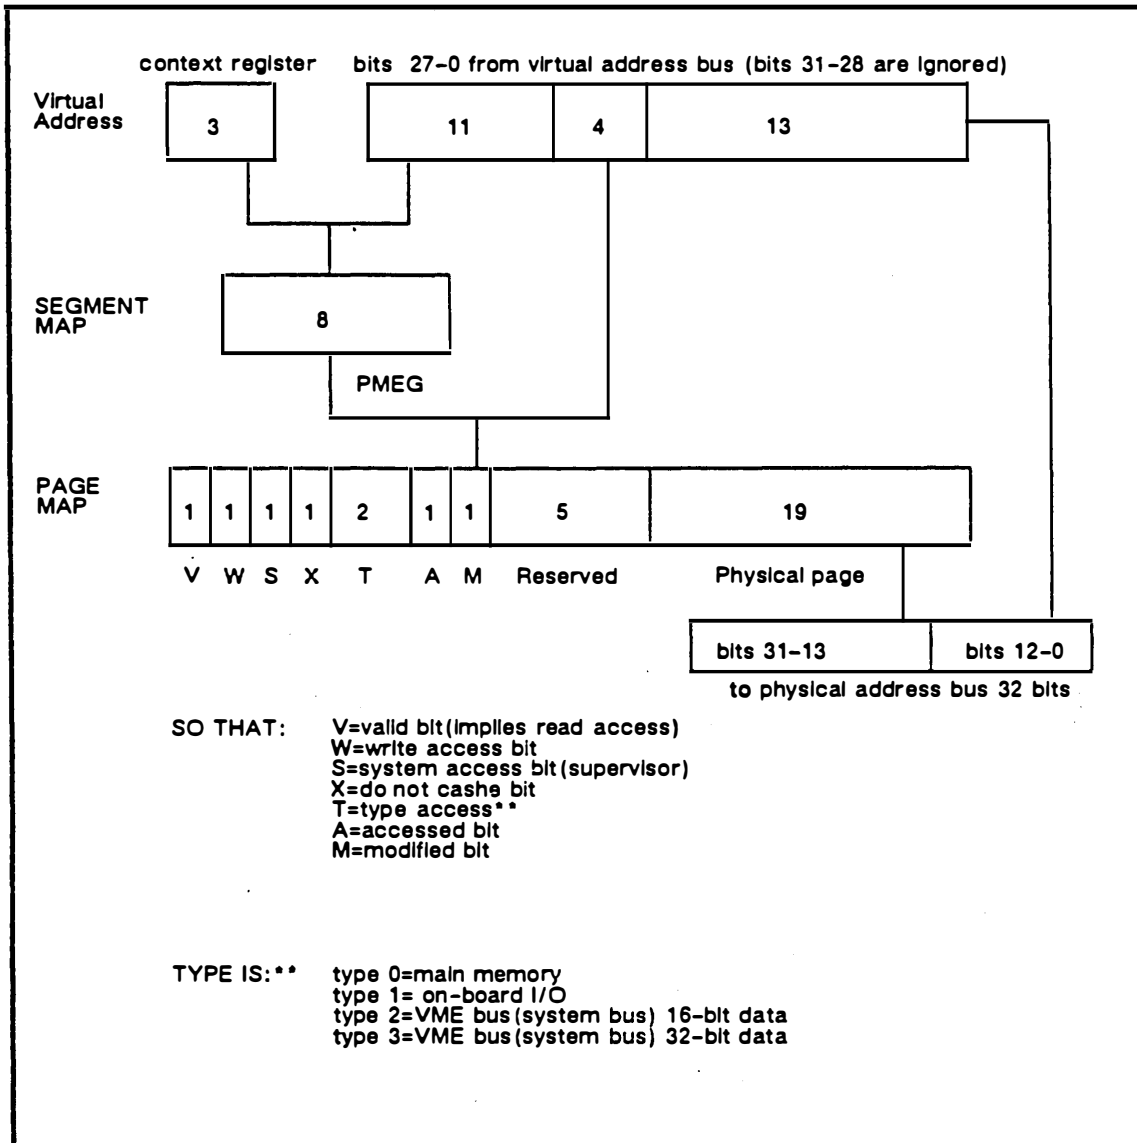 context register bits 27-0 from virtual address bus (bits 31-28 are ignored)
Virtual
Address
3 11 4 13
SEGMENT
MAP
8
PMEG
PAGE
MAP
1 1 1 1 2 1 1 5 19
V W S X T A M Reserved Physical page
bits 31-13 bits 12-0
to physical address bus 32 bits
SO THAT: V=valid bit(implies read access)
W=write access bit
S=system access bit(supervisor)
X=do not cashe bit
T=type access**
A=accessed bit
M=modified bit
TYPE IS:** type 0=main memory
type 1= on-board I/O
type 2=VME bus(system bus) 16-bit data
type 3=VME bus(system bus) 32-bit data